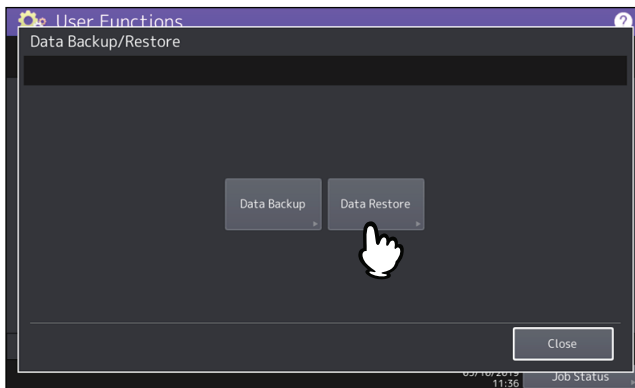 User Functions
?
Data Backup/Restore
Data Backup
Data Restore
Close
11:36
Job Status